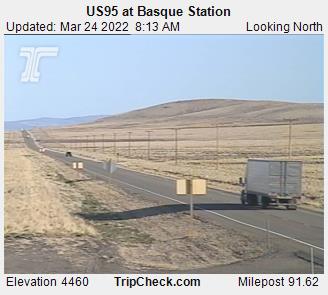 US95 at Basque Station
Updated: Mar 24 2022 8:13 AM Looking North
Elevation 4460 TripCheck.com Milepost 91.62